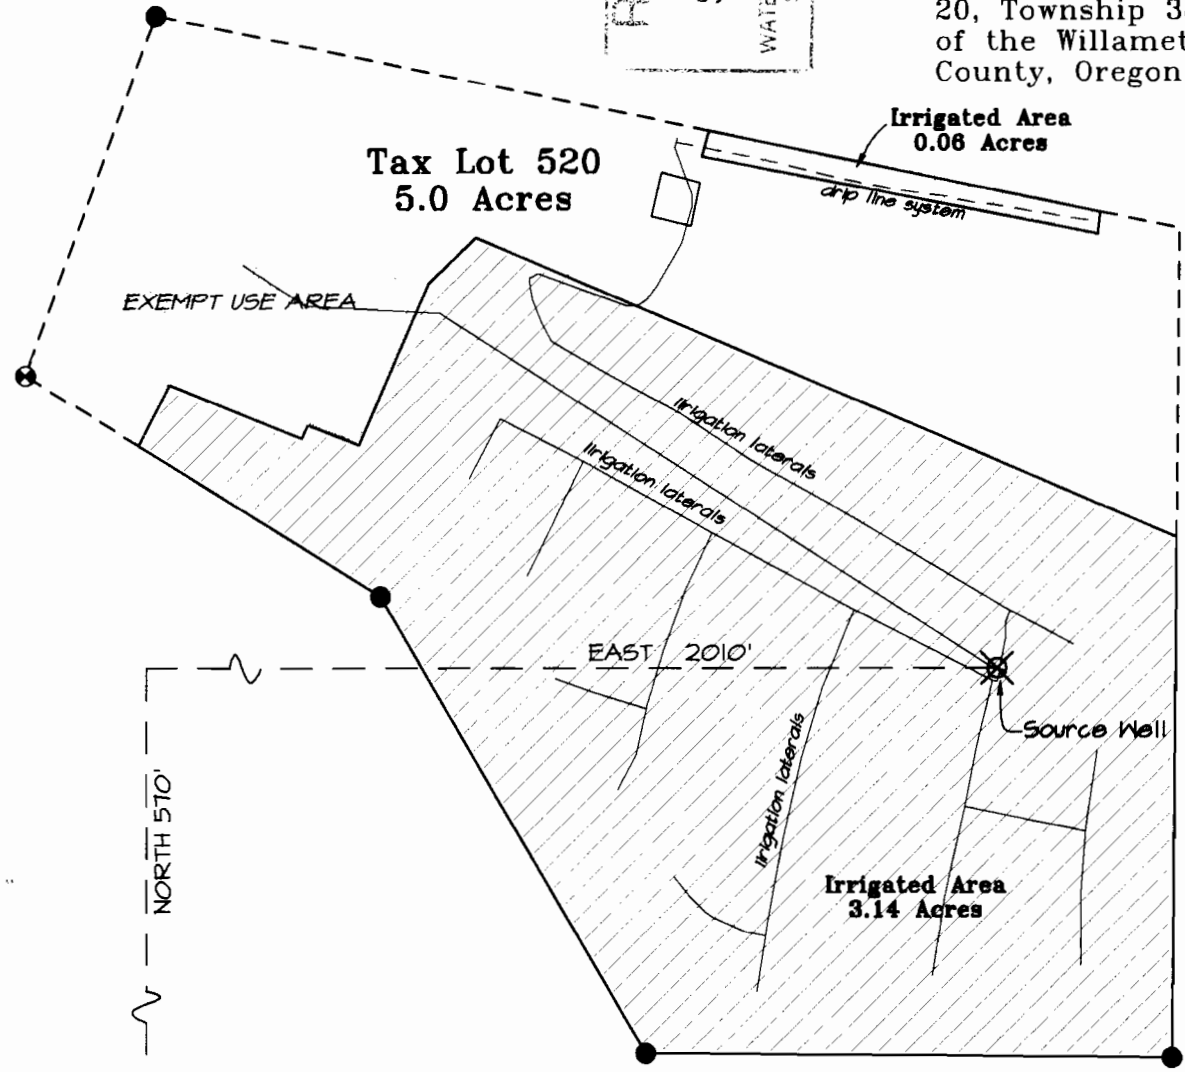 20, Township 3
of the Willamet
County, Oregon
WATE
Irrigated Area
0.06 Acres
Tax Lot 520
5.0 Acres
drip line system
EXEMPT USE AREA
Irrigation laterals
Irrigation laterals
EAST 2010'
Source Well
Irrigation laterals
NORTH 570'
Irrigated Area
3.14 Acres